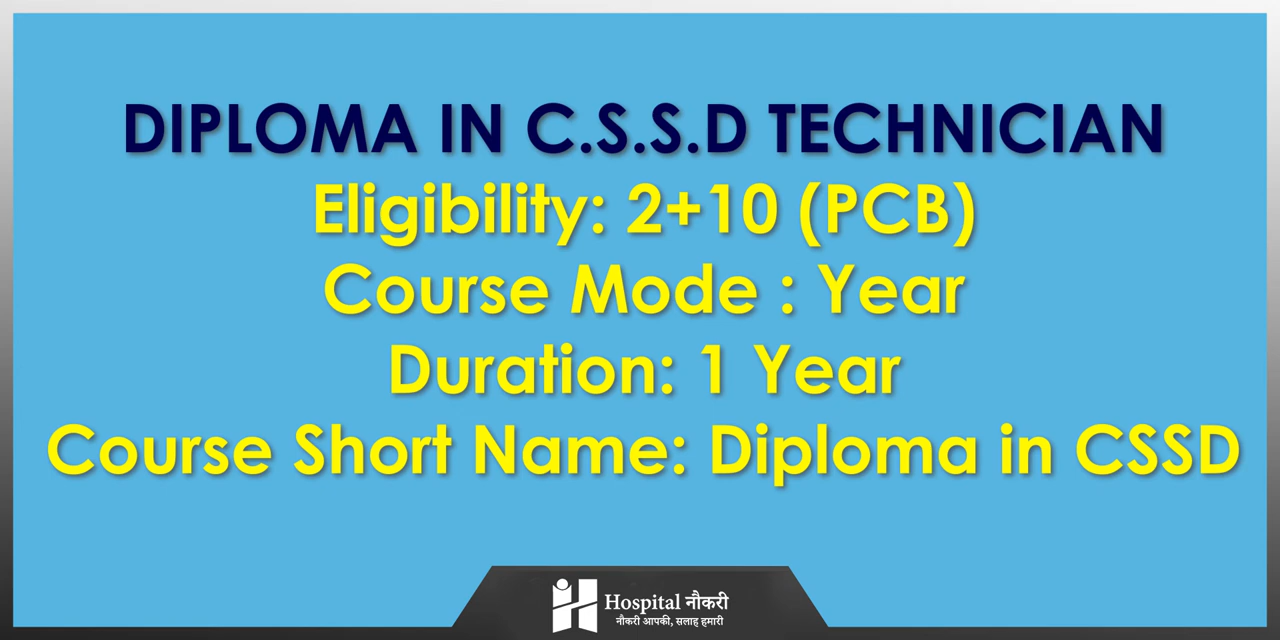 DIPLOMA IN C.S.S.D TECHNICIAN
Eligibility: 2+10 (PCB)
Course Mode : Year
Duration: 1 Year
Course Short Name: Diploma in CSSD
Hospital नौकरी
नौकरी आपकी, सलाह हमारी